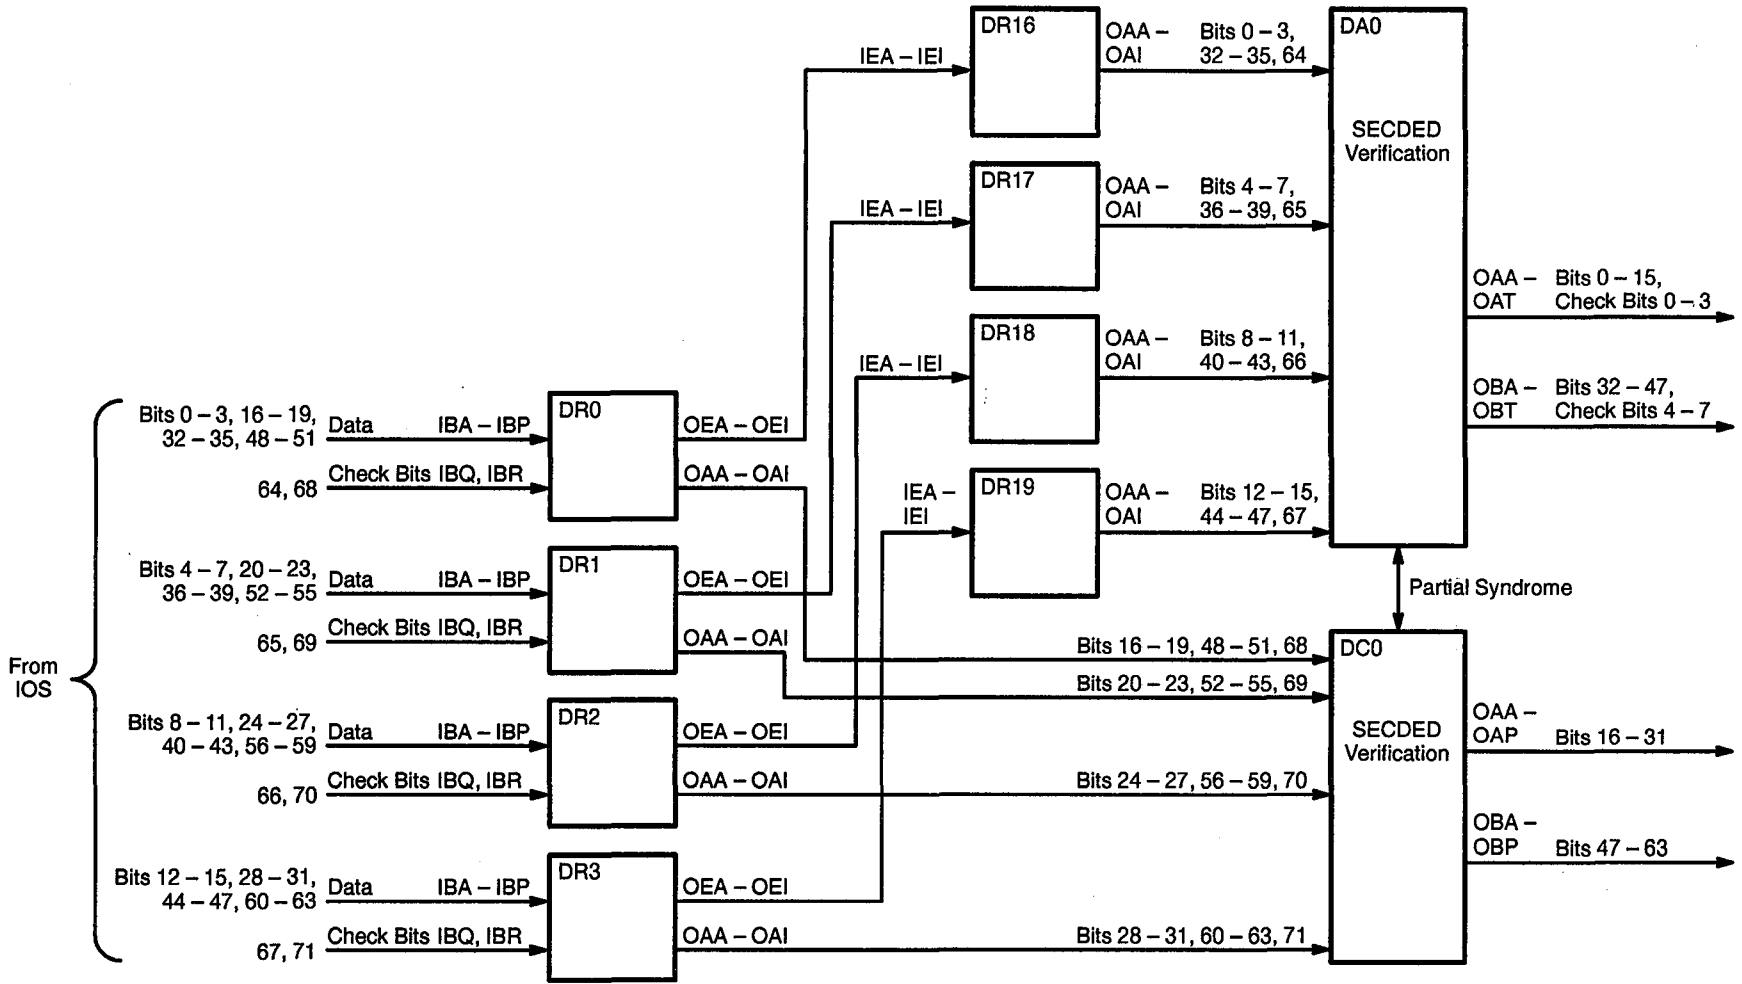 DR16
OAA – Bits 0 – 3,
OAI 32 – 35, 64
IEA – IEI
DA0
SECDED
Verification
DR17
OAA – Bits 4 – 7,
OAI 36 – 39, 65
IEA – IEI
OAA – Bits 0 – 15,
OAT Check Bits 0 – 3
DR18
OAA – Bits 8 – 11,
OAI 40 – 43, 66
IEA – IEI
OBA – Bits 32 – 47,
OBT Check Bits 4 – 7
DR19
IEA –
IEI
OAA – Bits 12 – 15,
OAI 44 – 47, 67
Partial Syndrome
From
IOS
Bits 0 – 3, 16 – 19,
32 – 35, 48 – 51
Data IBA – IBP
Check Bits IBQ, IBR
64, 68
DR0
OEA – OEI
OAA – OAI
Bits 4 – 7, 20 – 23,
36 – 39, 52 – 55
Data IBA – IBP
Check Bits IBQ, IBR
65, 69
DR1
OEA – OEI
OAA – OAI
Bits 8 – 11, 24 – 27,
40 – 43, 56 – 59
Data IBA – IBP
Check Bits IBQ, IBR
66, 70
DR2
OEA – OEI
OAA – OAI
Bits 12 – 15, 28 – 31,
44 – 47, 60 – 63
Data IBA – IBP
Check Bits IBQ, IBR
67, 71
DR3
OEA – OEI
OAA – OAI
Bits 16 – 19, 48 – 51, 68
Bits 20 – 23, 52 – 55, 69
Bits 24 – 27, 56 – 59, 70
Bits 28 – 31, 60 – 63, 71
DC0
SECDED
Verification
OAA –
OAP Bits 16 – 31
OBA –
OBP Bits 47 – 63